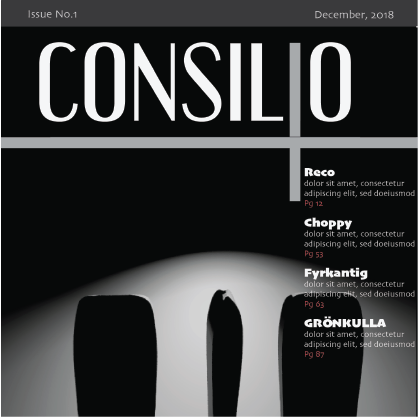 Issue No.1
December, 2018
CONSILIO
Reco
dolor sit amet, consectetur
adipiscing elit, sed doeiusmod
Pg 12
Choppy
dolor sit amet, consectetur
adipiscing elit, sed doeiusmod
Pg 53
Fyrkantig
dolor sit amet, consectetur
adipiscing elit, sed doeiusmod
Pg 63
GRÖNKULLA
dolor sit amet, consectetur
adipiscing elit, sed doeiusmod
Pg 87